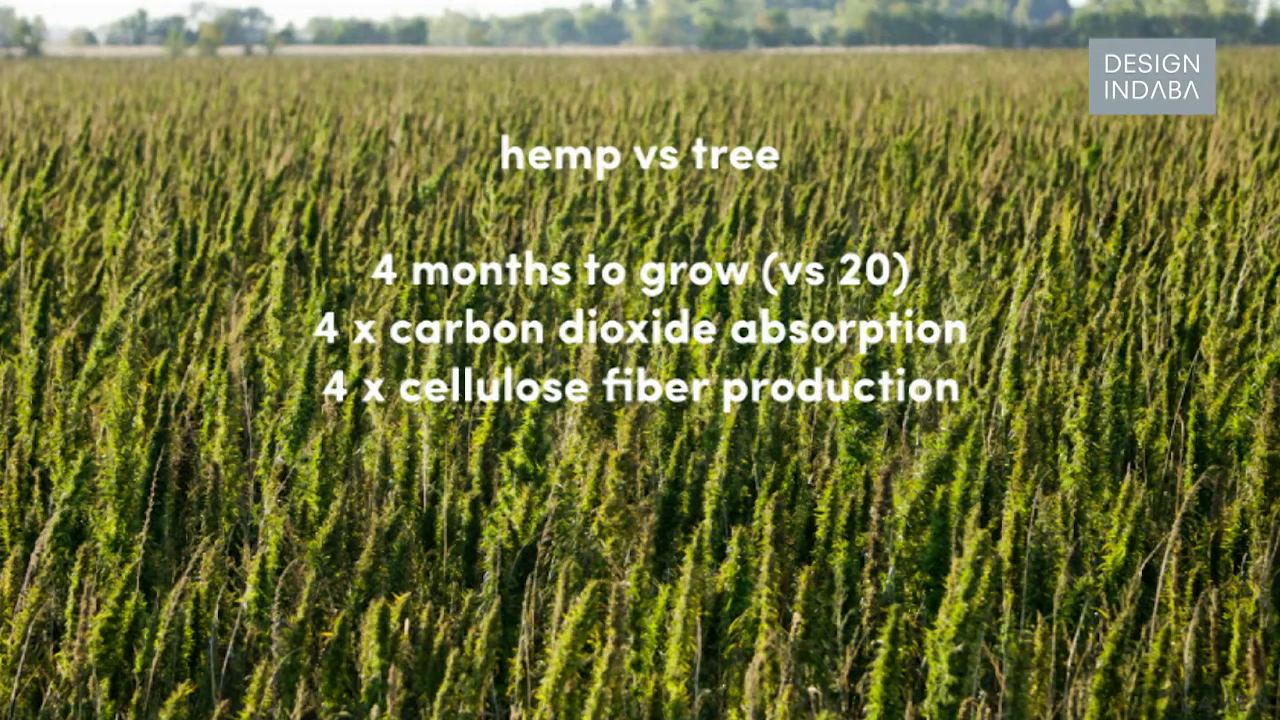 DESIGN
INDABA
hemp vs tree
4 months to grow (vs 20)
4 x carbon dioxide absorption
4 x cellulose fiber production